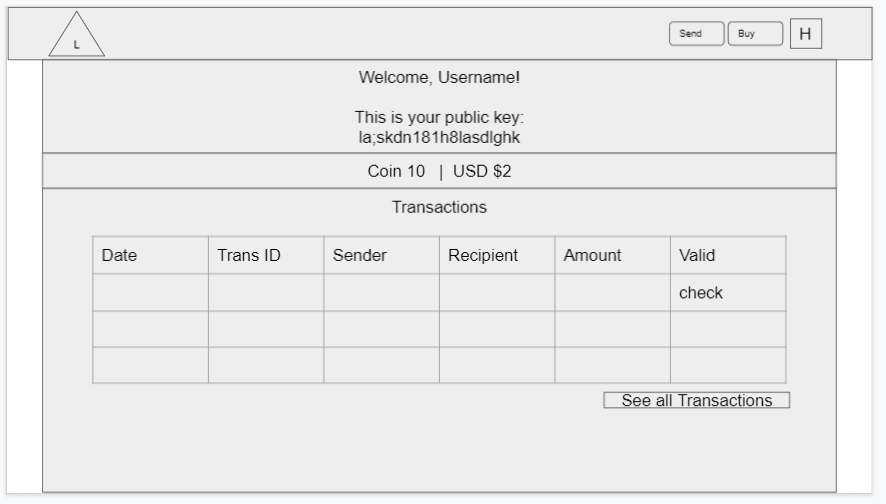 L
Send
Buy
H
Welcome, Username!
This is your public key:
la;skdn181h8lasdlghk
Coin 10 | USD $2
Transactions
Date Trans ID Sender Recipient Amount Valid
check
See all Transactions